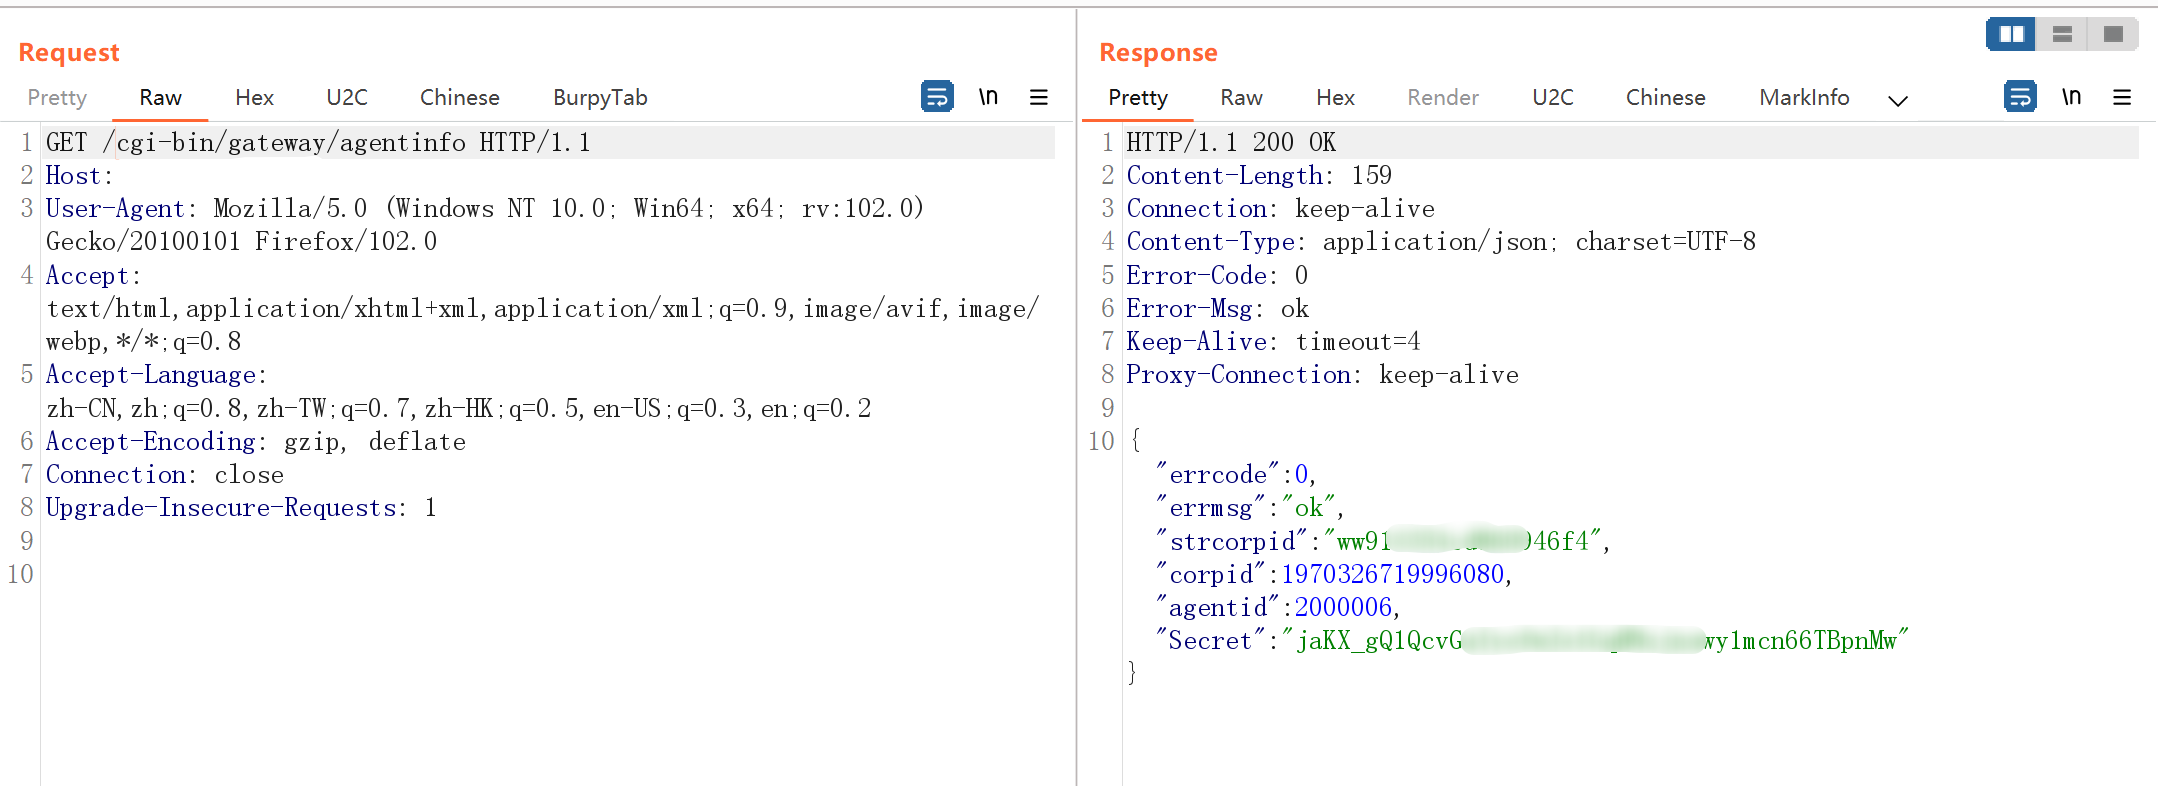 Request
Pretty Raw Hex U2C Chinese BurpyTab \n
1 GET /cgi-bin/gateway/agentinfo HTTP/1.1
2 Host:
3 User-Agent: Mozilla/5.0 (Windows NT 10.0; Win64; x64; rv:102.0)
Gecko/20100101 Firefox/102.0
4 Accept:
text/html,application/xhtml+xml,application/xml;q=0.9,image/avif,image/
webp,*/*;q=0.8
5 Accept-Language:
zh-CN,zh;q=0.8,zh-TW;q=0.7,zh-HK;q=0.5,en-US;q=0.3,en;q=0.2
6 Accept-Encoding: gzip, deflate
7 Connection: close
8 Upgrade-Insecure-Requests: 1
9
10
Response
Pretty Raw Hex Render U2C Chinese MarkInfo \n
1 HTTP/1.1 200 OK
2 Content-Length: 159
3 Connection: keep-alive
4 Content-Type: application/json; charset=UTF-8
5 Error-Code: 0
6 Error-Msg: ok
7 Keep-Alive: timeout=4
8 Proxy-Connection: keep-alive
9
10 {
"errcode":0,
"errmsg":"ok",
"strcorpid":"ww91 946f4",
"corpid":1970326719996080,
"agentid":2000006,
"Secret":"jaKX_gQ1QcvG wy1mcn66TBpnMw"
}